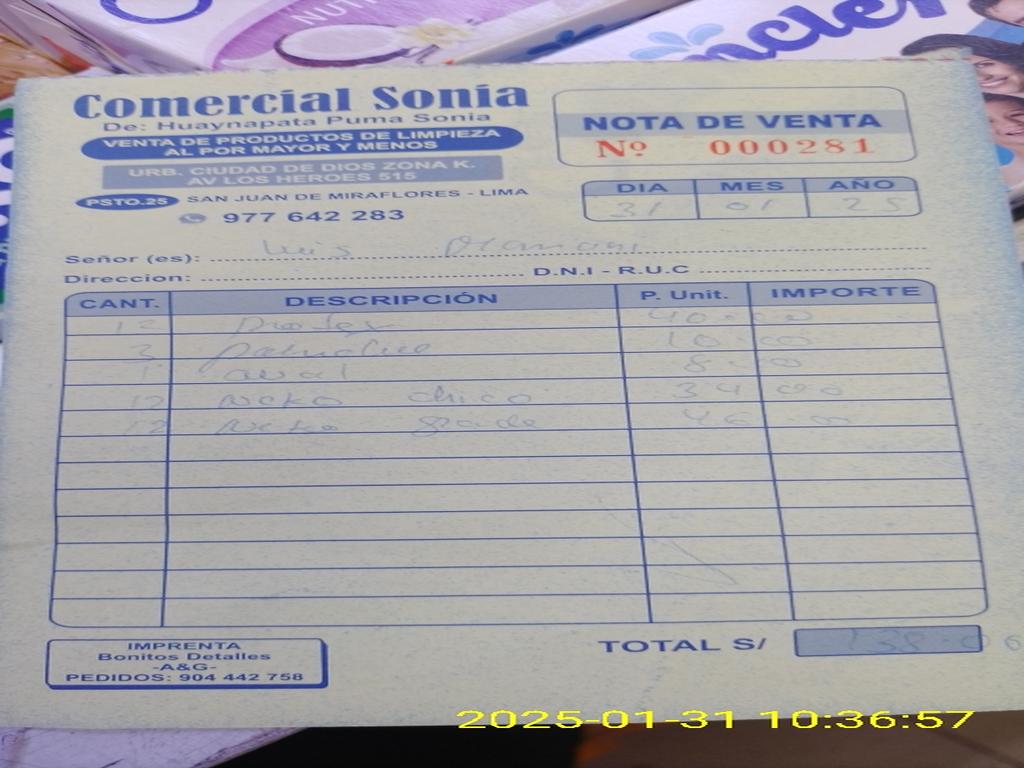 NUT
ncler
Comercial Sonia
De: Huaynapata Puma Sonia
VENTA DE PRODUCTOS DE LIMPIEZA
AL POR MAYOR Y MENOS
URB. CIUDAD DE DIOS ZONA K.
AV LOS HEROES 515
PSTO.25 SAN JUAN DE MIRAFLORES - LIMA
977 642 283
NOTA DE VENTA
Nº 000281
DIA MES AÑO
31 01 25
Señor (es): Luis
Direccion: D.N.I - R.U.C
CANT. DESCRIPCIÓN P. Unit. IMPORTE
12 Protex 40.00
3 10.00
1 8.00
12 Neko chico 34.00
12 Neko grande 46.00
TOTAL S/ 138.00
IMPRENTA
Bonitos Detalles
-A&G-
PEDIDOS: 904 442 758
2025-01-31 10:36:57